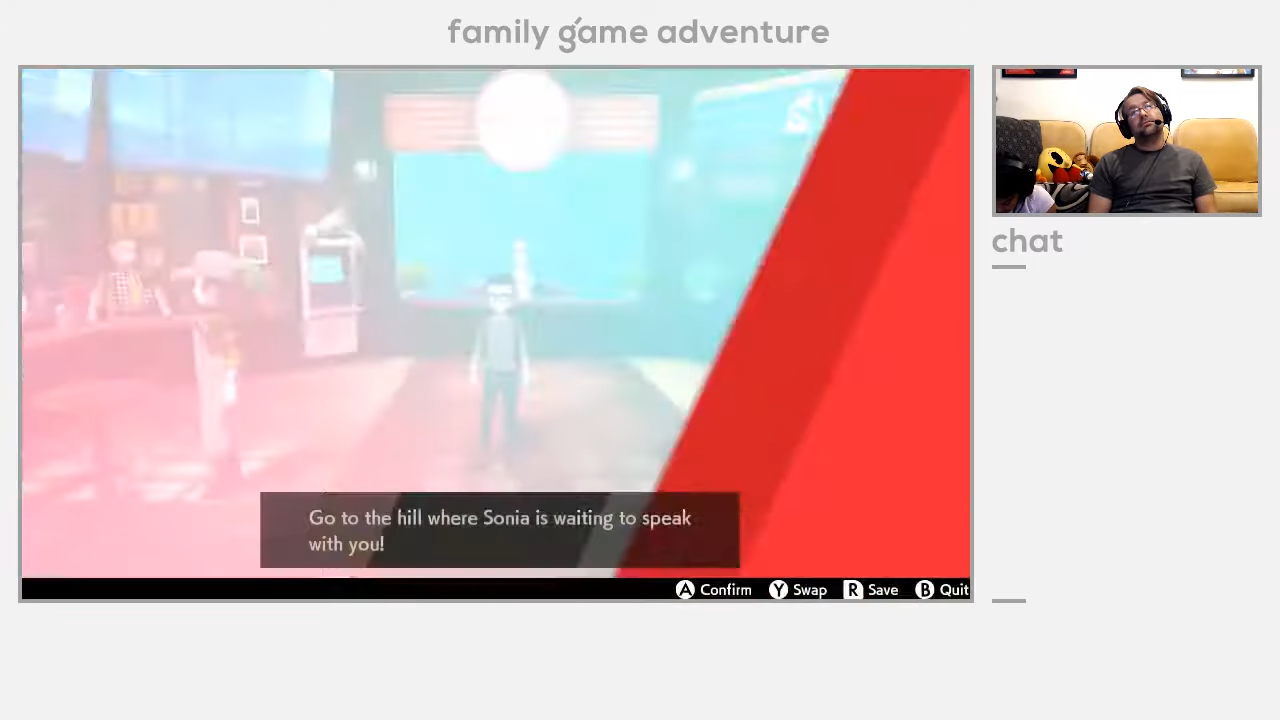 family game adventure
Go to the hill where Sonia is waiting to speak
with you!
A Confirm Y Swap R Save B Quit
chat